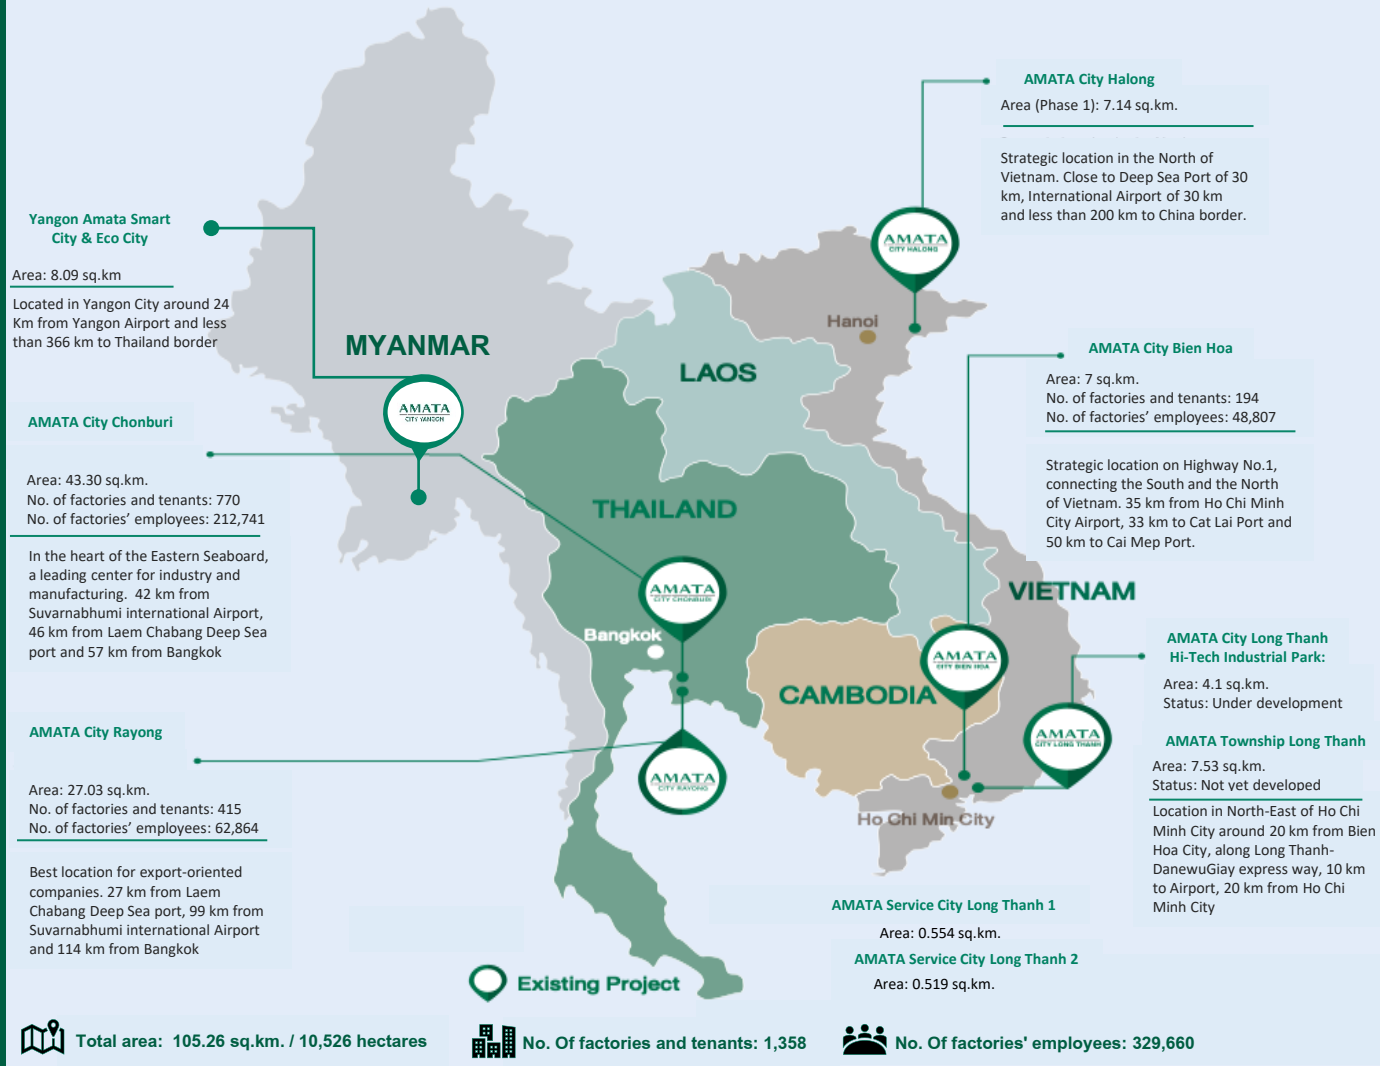 AMATA City Halong
Area (Phase 1): 7.14 sq.km.
Strategic location in the North of
Vietnam. Close to Deep Sea Port of 30
km, International Airport of 30 km
and less than 200 km to China border.
Yangon Amata Smart
City & Eco City
Area: 8.09 sq.km
Located in Yangon City around 24
Km from Yangon Airport and less
than 366 km to Thailand border
AMATA
CITY HALONG
Hanoi
MYANMAR
LAOS
AMATA City Bien Hoa
Area: 7 sq.km.
No. of factories and tenants: 194
No. of factories' employees: 48,807
Strategic location on Highway No.1,
connecting the South and the North
of Vietnam. 35 km from Ho Chi Minh
City Airport, 33 km to Cat Lai Port and
50 km to Cai Mep Port.
AMATA
CITY YANGON
AMATA City Chonburi
Area: 43.30 sq.km.
No. of factories and tenants: 770
No. of factories' employees: 212,741
In the heart of the Eastern Seaboard,
a leading center for industry and
manufacturing. 42 km from
Suvarnabhumi international Airport,
46 km from Laem Chabang Deep Sea
port and 57 km from Bangkok
THAILAND
AMATA
CITY CHONBURI
Bangkok
VIETNAM
AMATA
CITY BIEN HOA
CAMBODIA
AMATA City Long Thanh
Hi-Tech Industrial Park:
Area: 4.1 sq.km.
Status: Under development
AMATA Township Long Thanh
Area: 7.53 sq.km.
Status: Not yet developed
Location in North-East of Ho Chi
Minh City around 20 km from Bien
Hoa City, along Long Thanh-
DanewuGiay express way, 10 km
to Airport, 20 km from Ho Chi
Minh City
AMATA
CITY LONG THANH
AMATA City Rayong
Area: 27.03 sq.km.
No. of factories and tenants: 415
No. of factories' employees: 62,864
Best location for export-oriented
companies. 27 km from Laem
Chabang Deep Sea port, 99 km from
Suvarnabhumi international Airport
and 114 km from Bangkok
AMATA
CITY RAYONG
Ho Chi Min City
AMATA Service City Long Thanh 1
Area: 0.554 sq.km.
AMATA Service City Long Thanh 2
Area: 0.519 sq.km.
Existing Project
Total area: 105.26 sq.km. / 10,526 hectares
No. Of factories and tenants: 1,358
No. Of factories' employees: 329,660